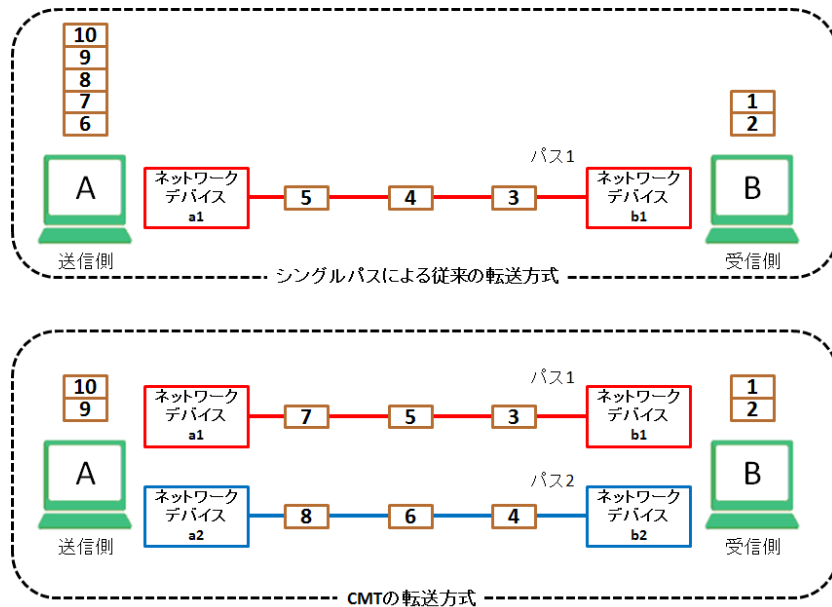 10
9
8
7
6
1
2
A
ネットワーク
デバイス
a1
5
4
3
パス1
ネットワーク
デバイス
b1
B
送信側
受信側
シングルパスによる従来の転送方式
10
9
1
2
A
ネットワーク
デバイス
a1
7
5
3
パス1
ネットワーク
デバイス
b1
B
ネットワーク
デバイス
a2
8
6
4
パス2
ネットワーク
デバイス
b2
送信側
受信側
CMTの転送方式